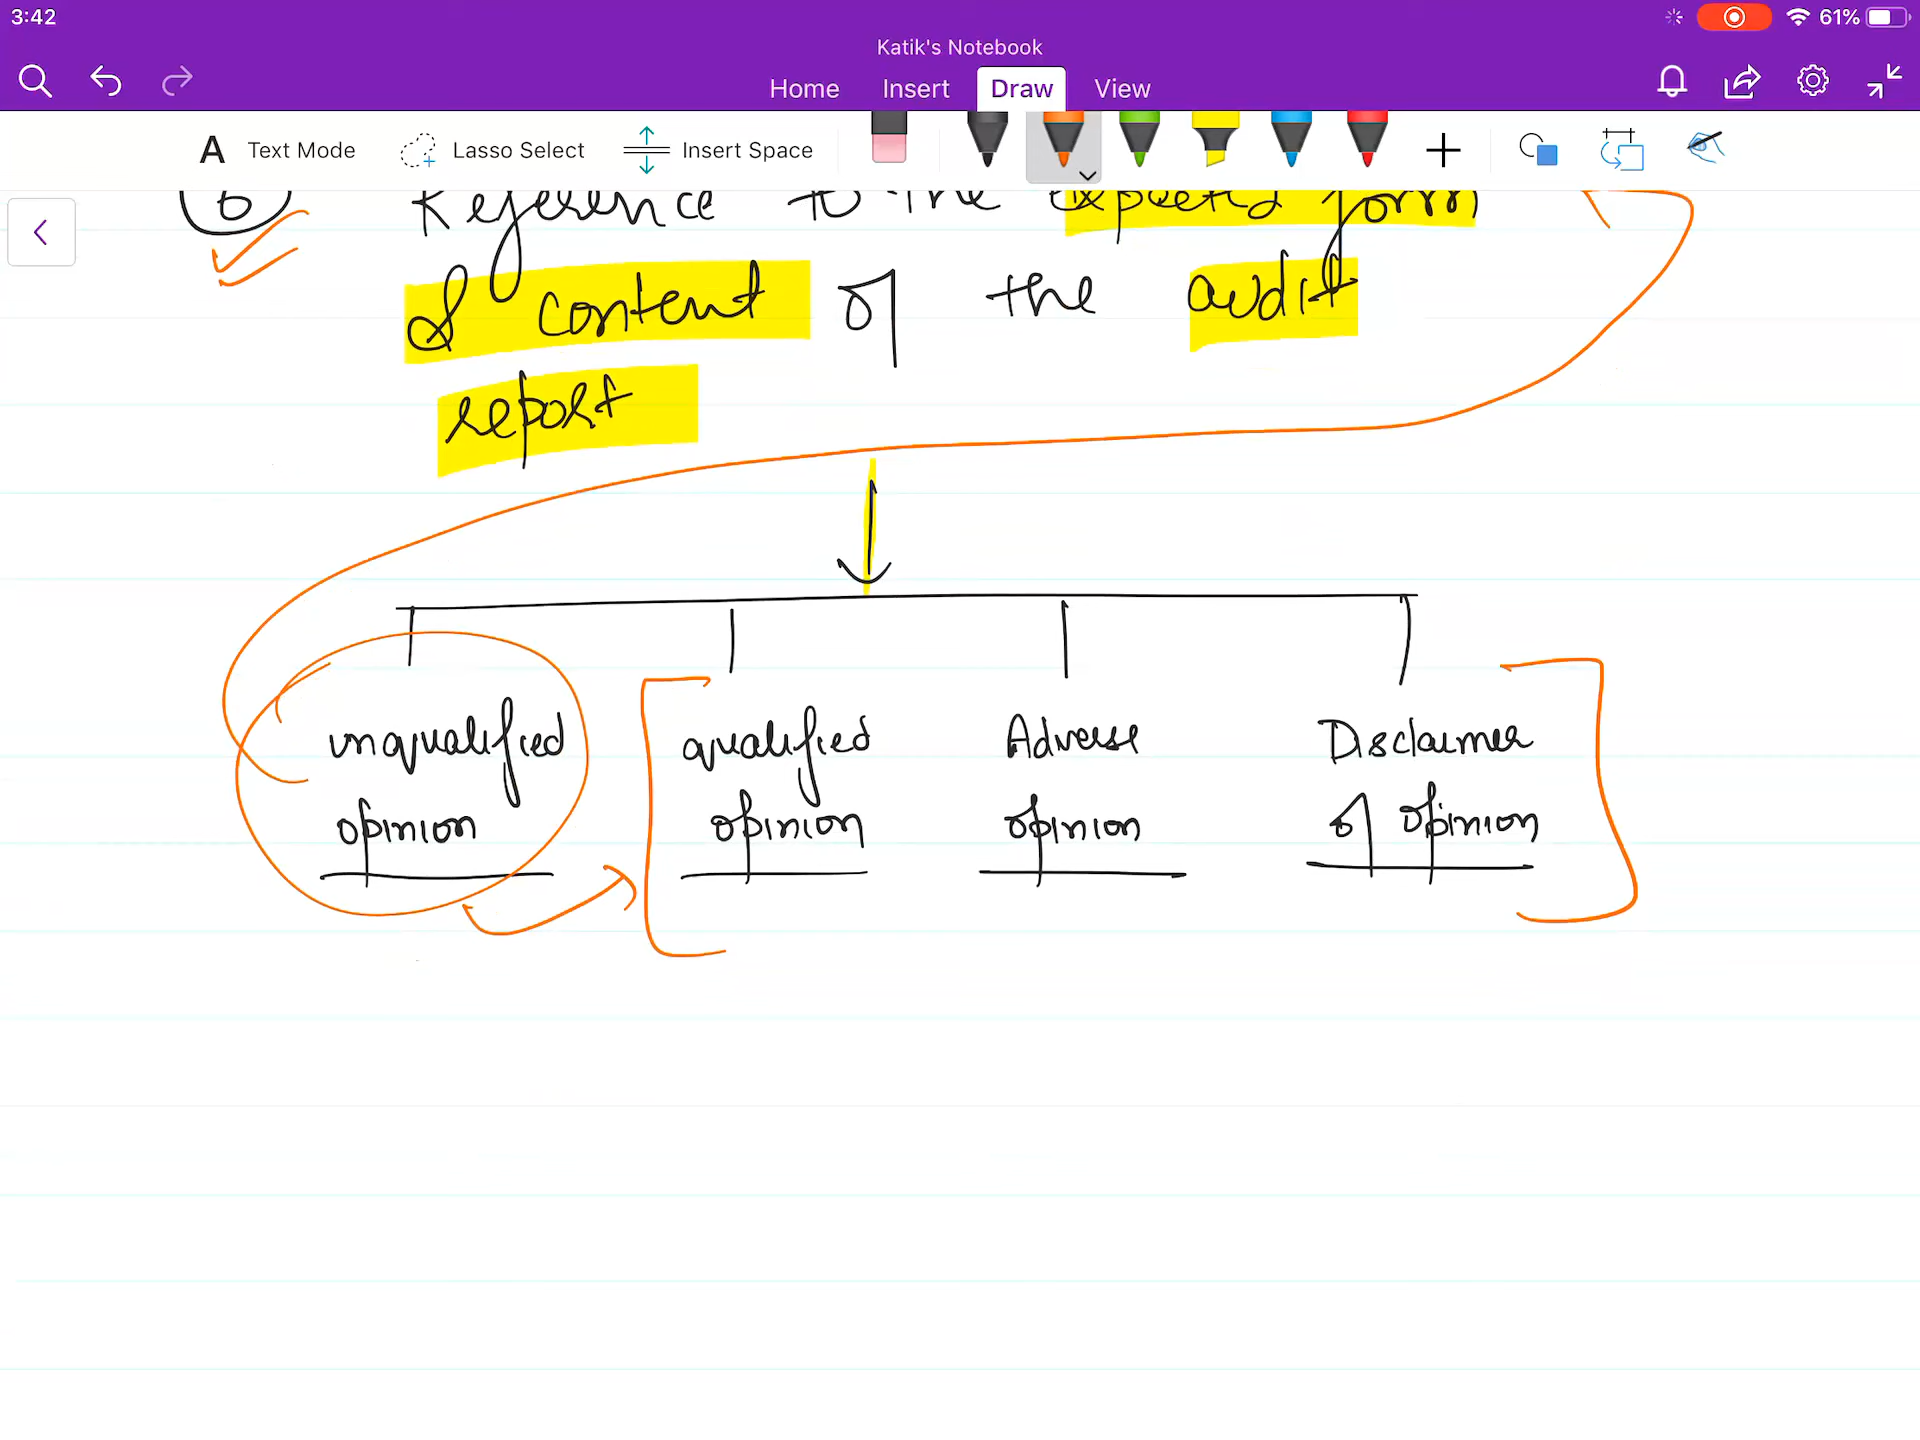 3:42
61%
Katik's Notebook
Home Insert Draw View
A Text Mode Lasso Select Insert Space
6 Reference to the expected form
& content of the audit
report
unqualified qualified Adverse Disclaimer
opinion opinion opinion of opinion